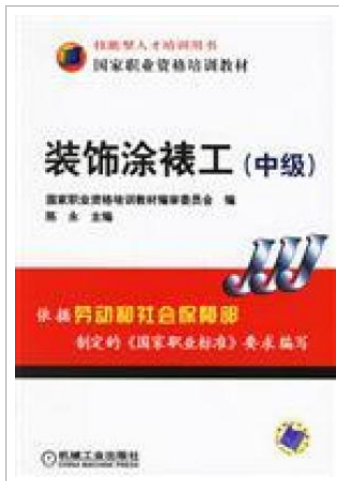 技能型人才培训用书
国家职业资格培训教材
装饰涂裱工(中级)
国家职业资格培训教材编审委员会 编
陈永 主编
JJJ
依据劳动和社会保障部
制定的《国家职业标准》要求编写
机械工业出版社
CHINA MACHINE PRESS